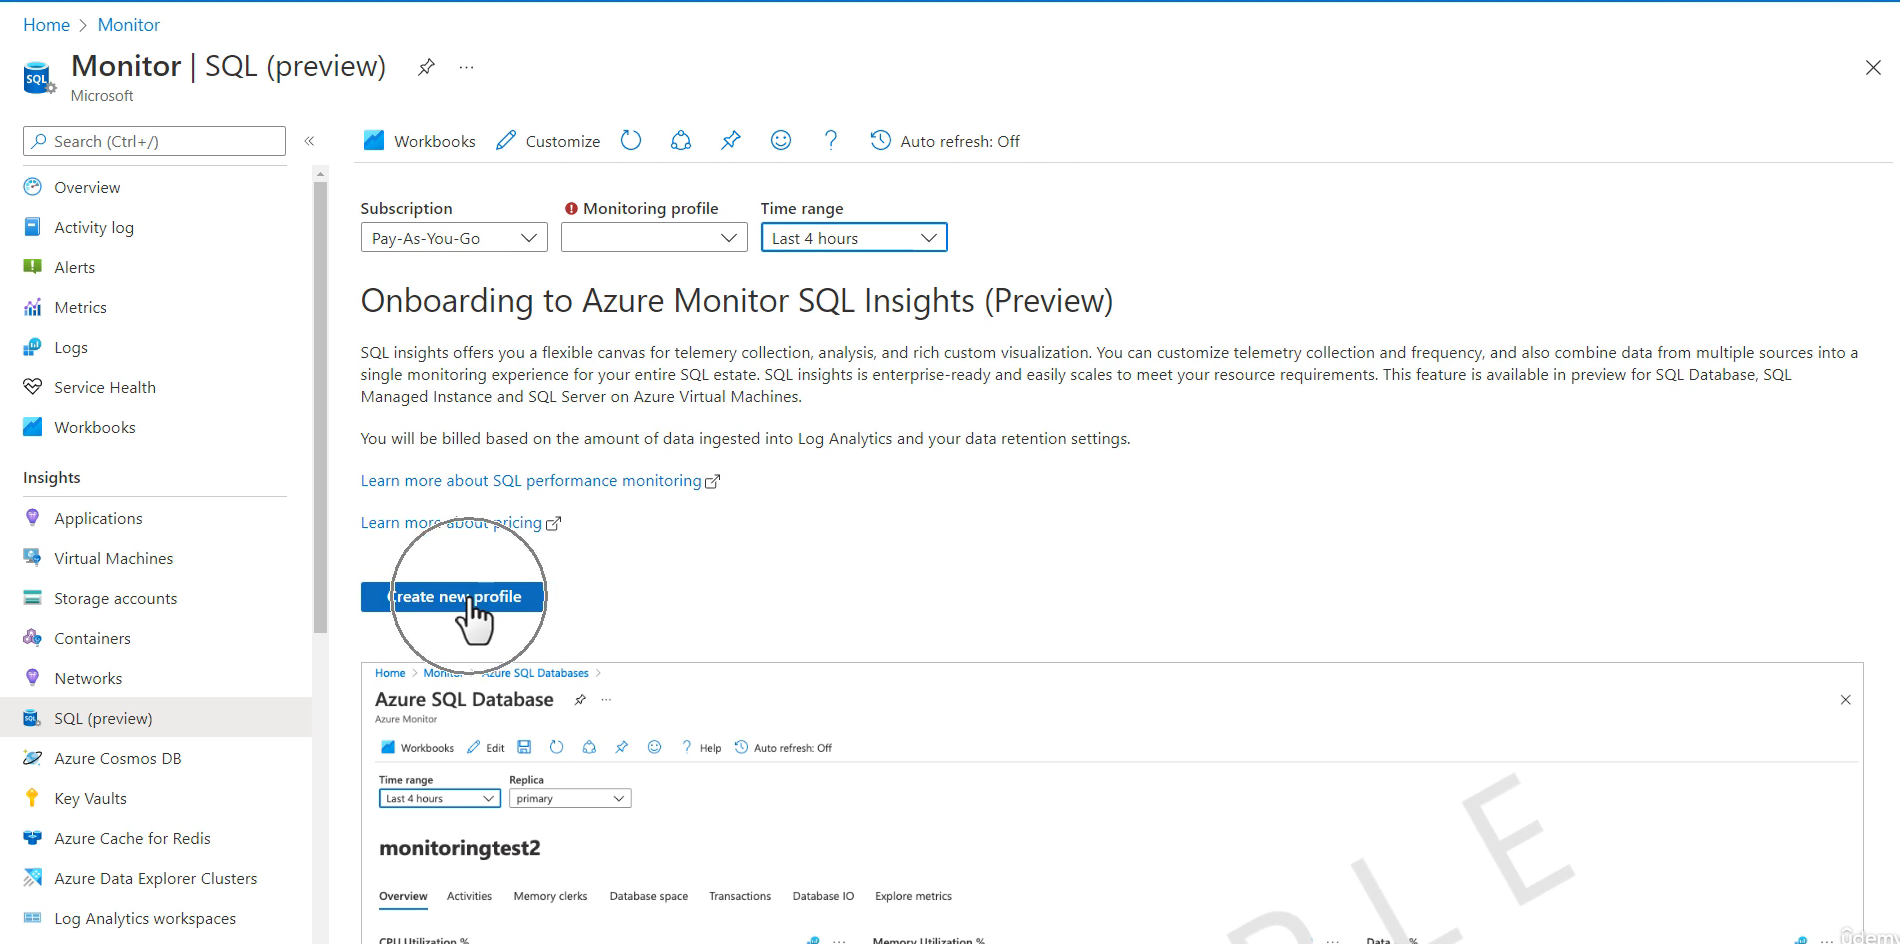 Home > Monitor
Monitor | SQL (preview) ...
Microsoft
Search (Ctrl+/)
«
Workbooks Customize ? Auto refresh: Off
Overview
Activity log
Alerts
Metrics
Logs
Service Health
Workbooks
Insights
Applications
Virtual Machines
Storage accounts
Containers
Networks
SQL (preview)
Azure Cosmos DB
Key Vaults
Azure Cache for Redis
Azure Data Explorer Clusters
Log Analytics workspaces
Subscription Monitoring profile Time range
Pay-As-You-Go Last 4 hours
Onboarding to Azure Monitor SQL Insights (Preview)
SQL insights offers you a flexible canvas for telemery collection, analysis, and rich custom visualization. You can customize telemetry collection and frequency, and also combine data from multiple sources into a
single monitoring experience for your entire SQL estate. SQL insights is enterprise-ready and easily scales to meet your resource requirements. This feature is available in preview for SQL Database, SQL
Managed Instance and SQL Server on Azure Virtual Machines.
You will be billed based on the amount of data ingested into Log Analytics and your data retention settings.
Learn more about SQL performance monitoring
Learn more about pricing
Create new profile
Home > Monitor Azure SQL Databases >
Azure SQL Database ...
Azure Monitor
Workbooks Edit ? Help Auto refresh: Off
Time range Replica
Last 4 hours primary
monitoringtest2
Overview Activities Memory clerks Database space Transactions Database IO Explore metrics
CPU Utilization % ... Memory Utilization % ... Data % ...
PLE
udemy